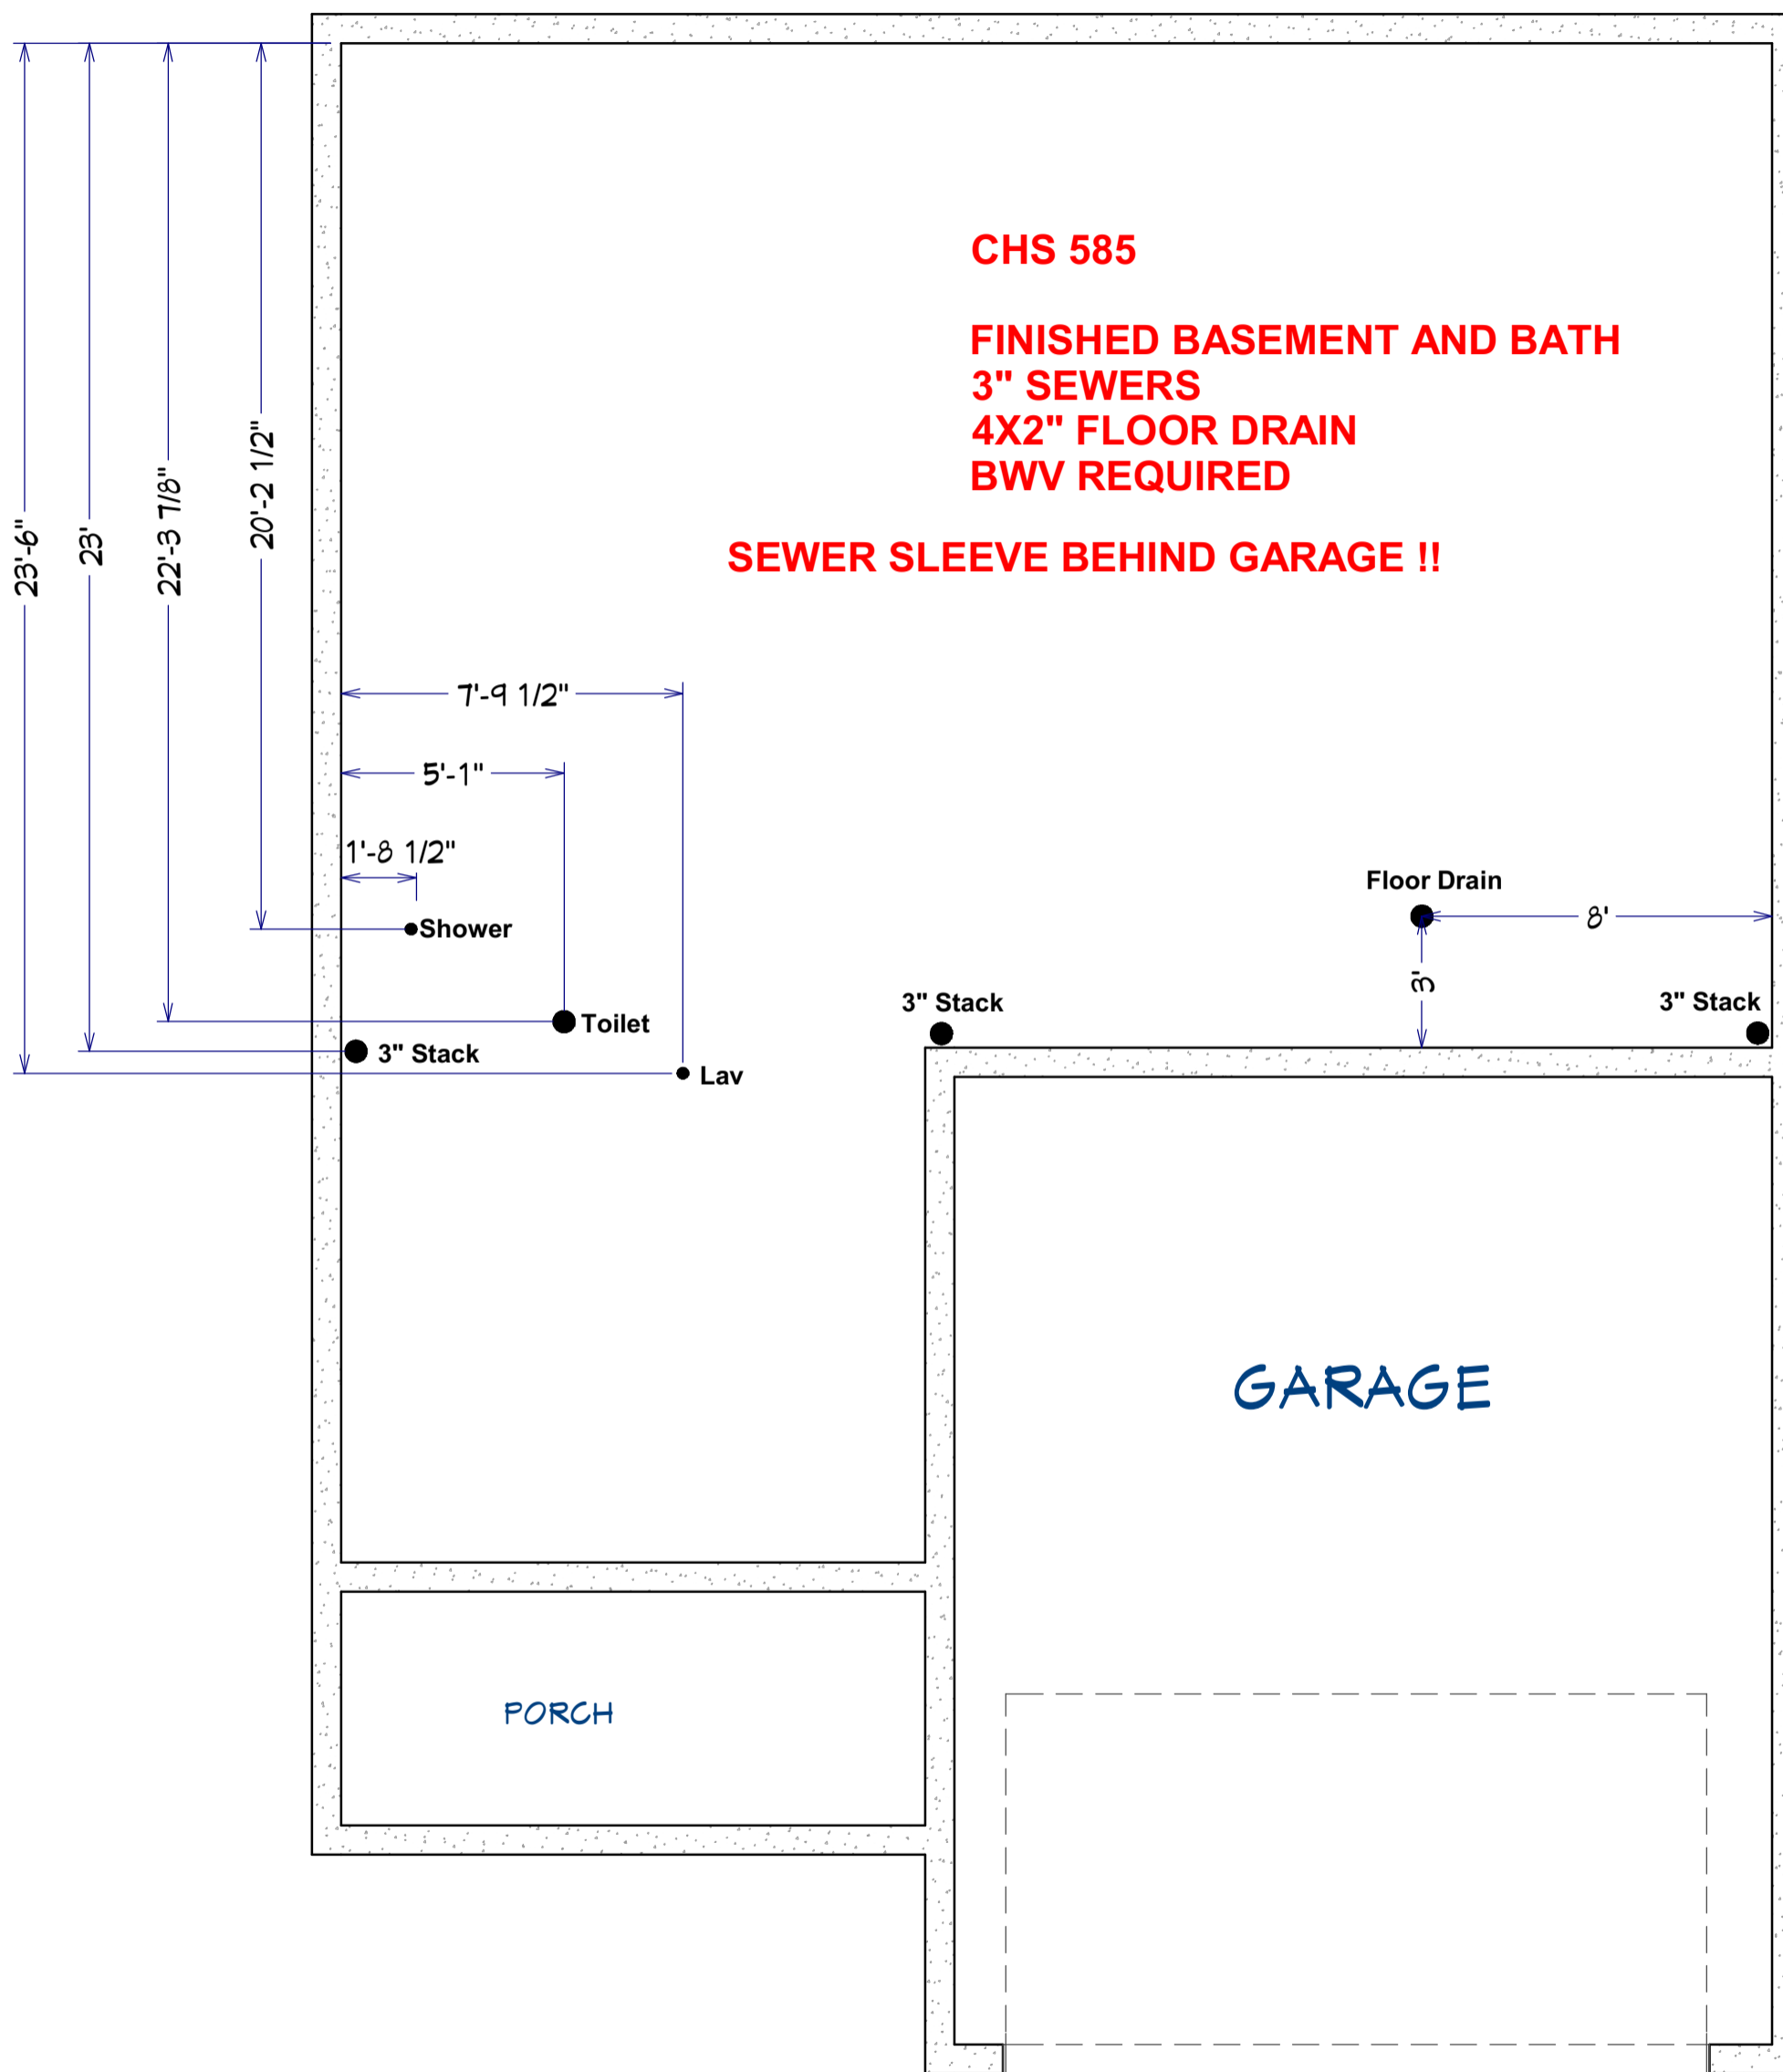 CHS 585
FINISHED BASEMENT AND BATH
3" SEWERS
4X2" FLOOR DRAIN
BWV REQUIRED
SEWER SLEEVE BEHIND GARAGE !!
23'-6"
23'
22'-3 7/8"
20'-2 1/2"
7'-9 1/2"
5'-1"
1'-8 1/2"
Shower
Floor Drain
8'
3'
3" Stack
3" Stack
Toilet
3" Stack
Lav
GARAGE
PORCH